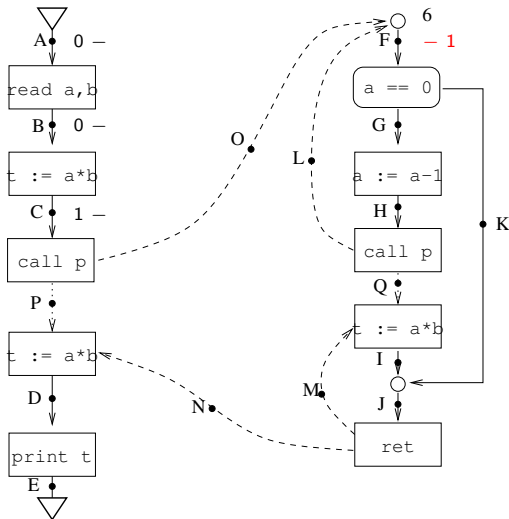 A 0 –
read a,b
B 0 –
t := a*b
C 1 –
call p
P
t := a*b
D
print t
E
O
N
6
F – 1
a == 0
G
a := a-1
L
H
K
call p
Q
t := a*b
M
I
J
ret